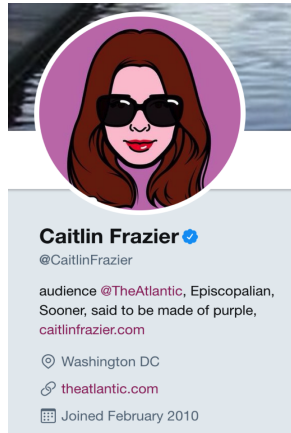 Caitlin Frazier
@CaitlinFrazier
audience @TheAtlantic, Episcopalian,
Sooner, said to be made of purple,
caitlinfrazier.com
Washington DC
theatlantic.com
Joined February 2010